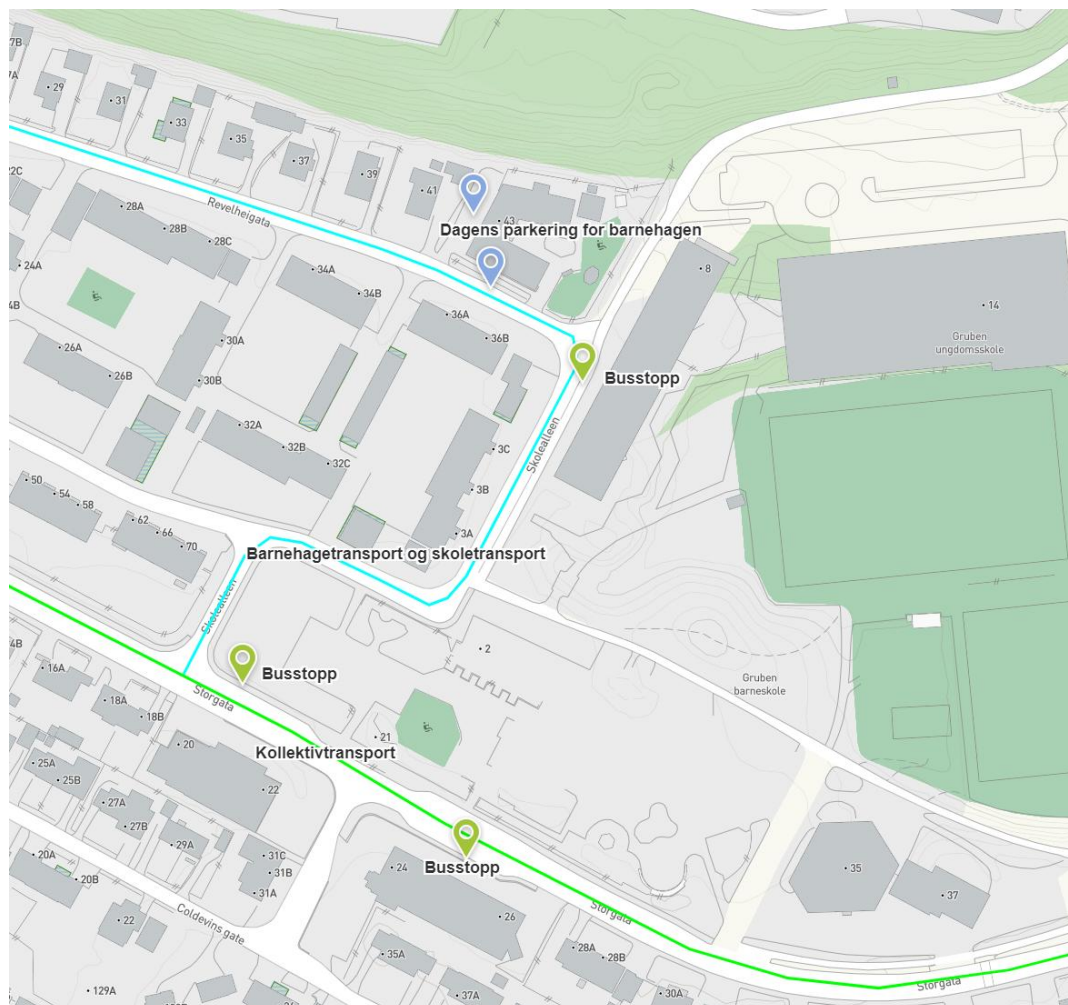 27B
27A
29
31
33
35
37
39
41
22C
28A
28B
28C
Revelheigata
43
Dagens parkering for barnehagen
8
14
Gruben
ungdomsskole
24A
34A
34B
36A
36B
Busstopp
24B
26A
26B
30A
30B
32A
32B
32C
3C
3B
3A
Skolealleen
50
54
58
62
66
70
Barnehagetransport og skoletransport
Skolealleen
2
Gruben
barneskole
Busstopp
16A
18A
18B
Storgata
21
Kollektivtransport
20
22
25A
25B
27A
27B
29A
31C
31B
31A
20A
20B
22
Coldevins gate
Busstopp
24
26
Storgata
35
37
35A
37A
28A
28B
30A
Storgata
129A